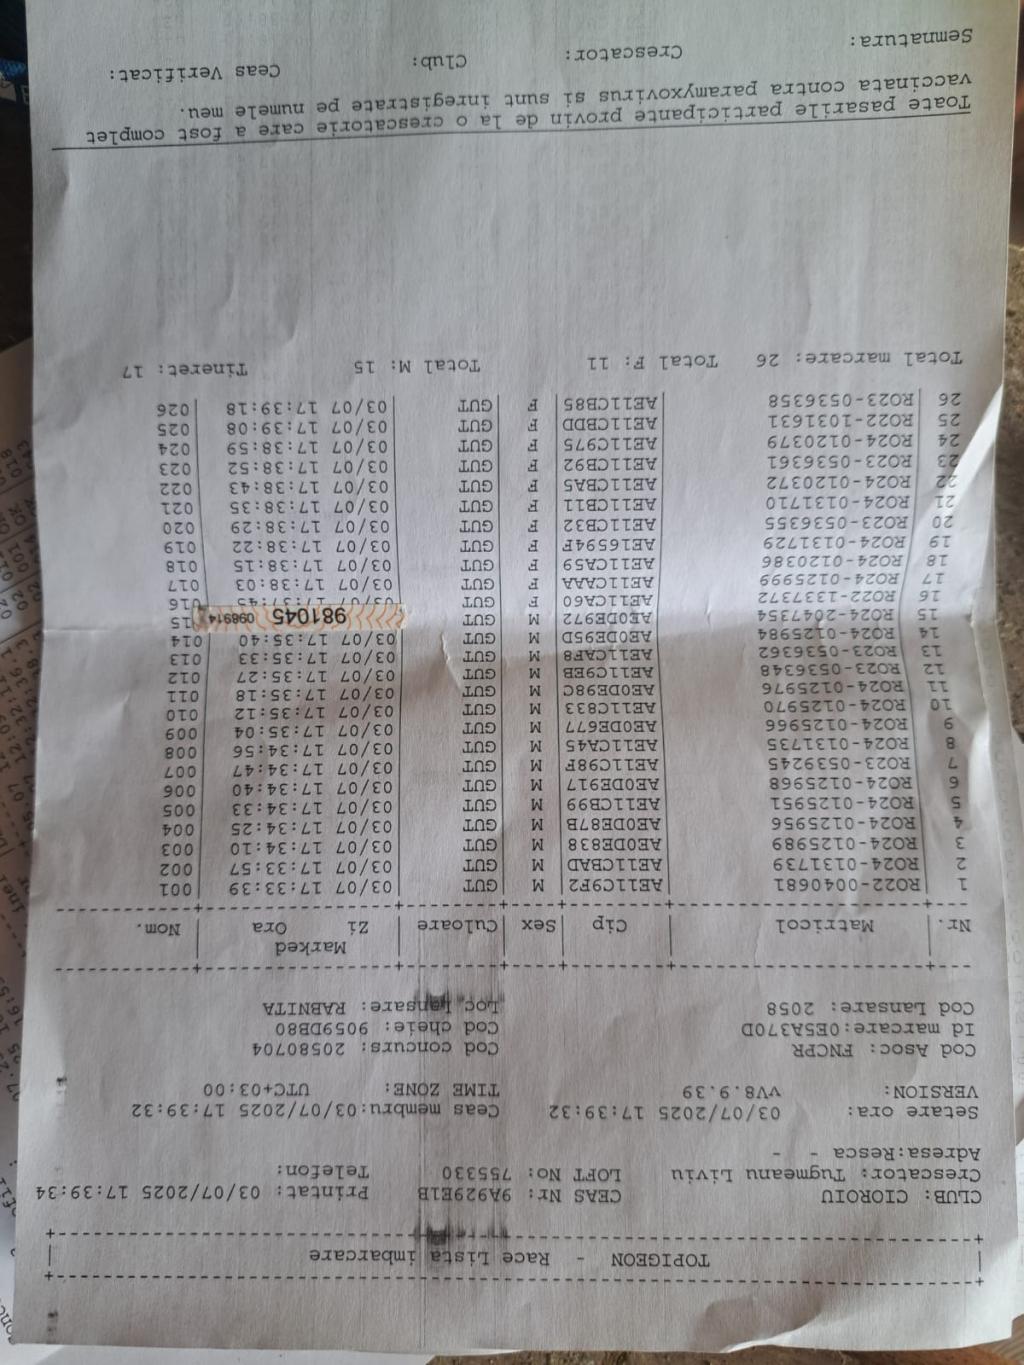 TOPIGEON - Race Lista imbarcare
CLUB: CIOROIU CEAS Nr: 9A929E1B Printat: 03/07/2025 17:39:34
Crescator: Tugmeanu Liviu LOFT No: 755330 Telefon:
Adresa:Resca - -
Setare ora: 03/07/2025 17:39:32 Ceas membru:03/07/2025 17:39:32
VERSION: vV8.9.39 TIME ZONE: UTC+03:00
Cod Asoc: FNCPR Cod concurs: 20580704
Id marcare:0E5A370D Cod cheie: 9059DB80
Cod Lansare: 2058 Loc lansare: RABNITA
Marked
Nr. Matricol Cip Sex Culoare Zi Ora Nom.
1 RO22-0040681 AE11C9F2 M GUT 03/07 17:33:39 001
2 RO24-0131739 AE11CBAD M GUT 03/07 17:33:57 002
3 RO24-0125989 AE0DE838 M GUT 03/07 17:34:10 003
4 RO24-0125956 AE0DE87B M GUT 03/07 17:34:25 004
5 RO24-0125951 AE11CB99 M GUT 03/07 17:34:33 005
6 RO24-0125968 AE0DE917 M GUT 03/07 17:34:40 006
7 RO23-0539245 AE11C98F M GUT 03/07 17:34:47 007
8 RO24-0131735 AE11CA45 M GUT 03/07 17:34:56 008
9 RO24-0125966 AE0DE677 M GUT 03/07 17:35:04 009
10 RO24-0125970 AE11C833 M GUT 03/07 17:35:12 010
11 RO24-0125976 AE0DE98C M GUT 03/07 17:35:18 011
12 RO23-0536348 AE11C9EB M GUT 03/07 17:35:27 012
13 RO23-0536362 AE11CAF8 M GUT 03/07 17:35:33 013
14 RO24-0125984 AE0DE95D M GUT 03/07 17:35:40 014
15 RO24-2047354 AE0DE972 M GUT 981045 098914 15
16 RO22-1337372 AE11CA60 F GUT 03/07 17:37:45 016
17 RO24-0125999 AE11CAAA F GUT 03/07 17:38:03 017
18 RO24-0120386 AE11CA59 F GUT 03/07 17:38:15 018
19 RO24-0131729 AE16594F F GUT 03/07 17:38:22 019
20 RO23-0536355 AE11CB32 F GUT 03/07 17:38:29 020
21 RO24-0131710 AE11CB11 F GUT 03/07 17:38:35 021
22 RO24-0120372 AE11CBA5 F GUT 03/07 17:38:43 022
23 RO23-0536361 AE11CB92 F GUT 03/07 17:38:52 023
24 RO24-0120379 AE11C975 F GUT 03/07 17:38:59 024
25 RO22-1031631 AE11CBDD F GUT 03/07 17:39:08 025
26 RO23-0536358 AE11CB85 F GUT 03/07 17:39:18 026
Total marcare: 26 Total F: 11 Total M: 15 Tineret: 17
Toate pasarile participante provin de la o crescatorie care a fost complet
vaccinata contra paramyxovirus si sunt inregistrate pe numele meu.
Semnatura: Crescator: Club: Ceas Verificat: